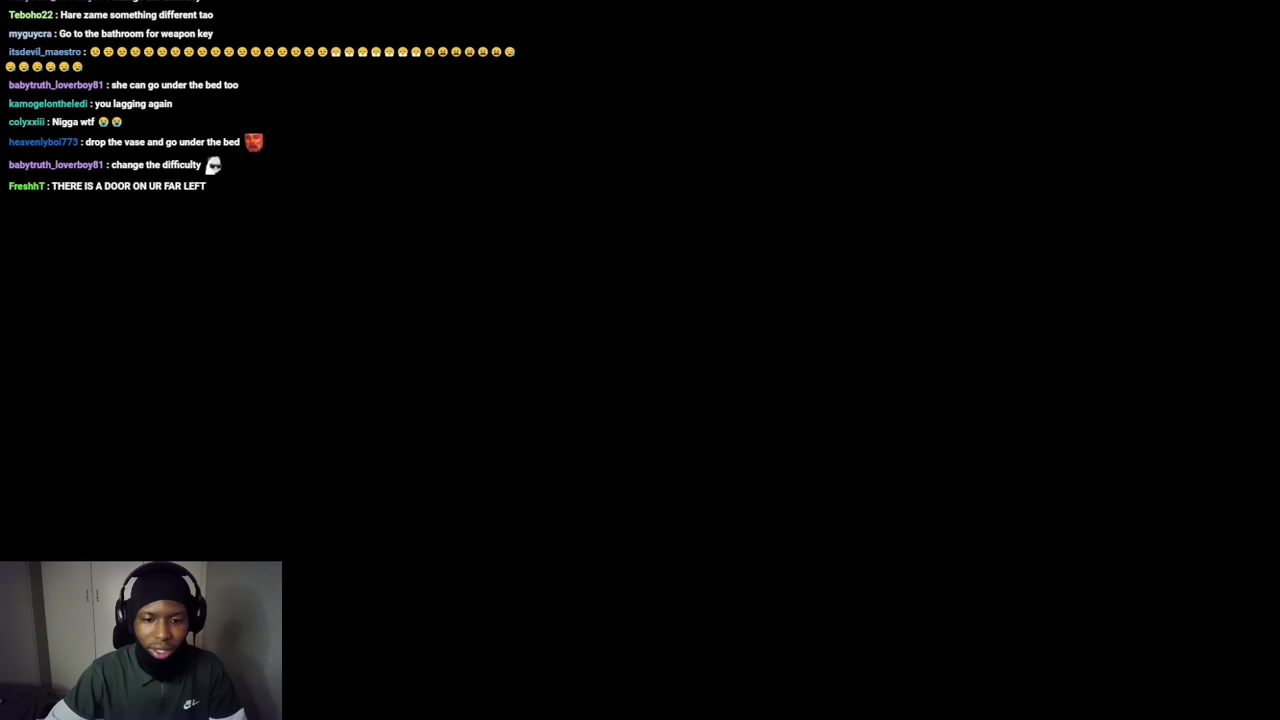 Teboho22 : Hare zame something different tao
myguycra : Go to the bathroom for weapon key
itsdevil_maestro :
babytruth_loverboy81 : she can go under the bed too
kamogelontheledi : you lagging again
colyxxiii : Nigga wtf
heavenlyboi773 : drop the vase and go under the bed
babytruth_loverboy81 : change the difficulty
FreshhT : THERE IS A DOOR ON UR FAR LEFT